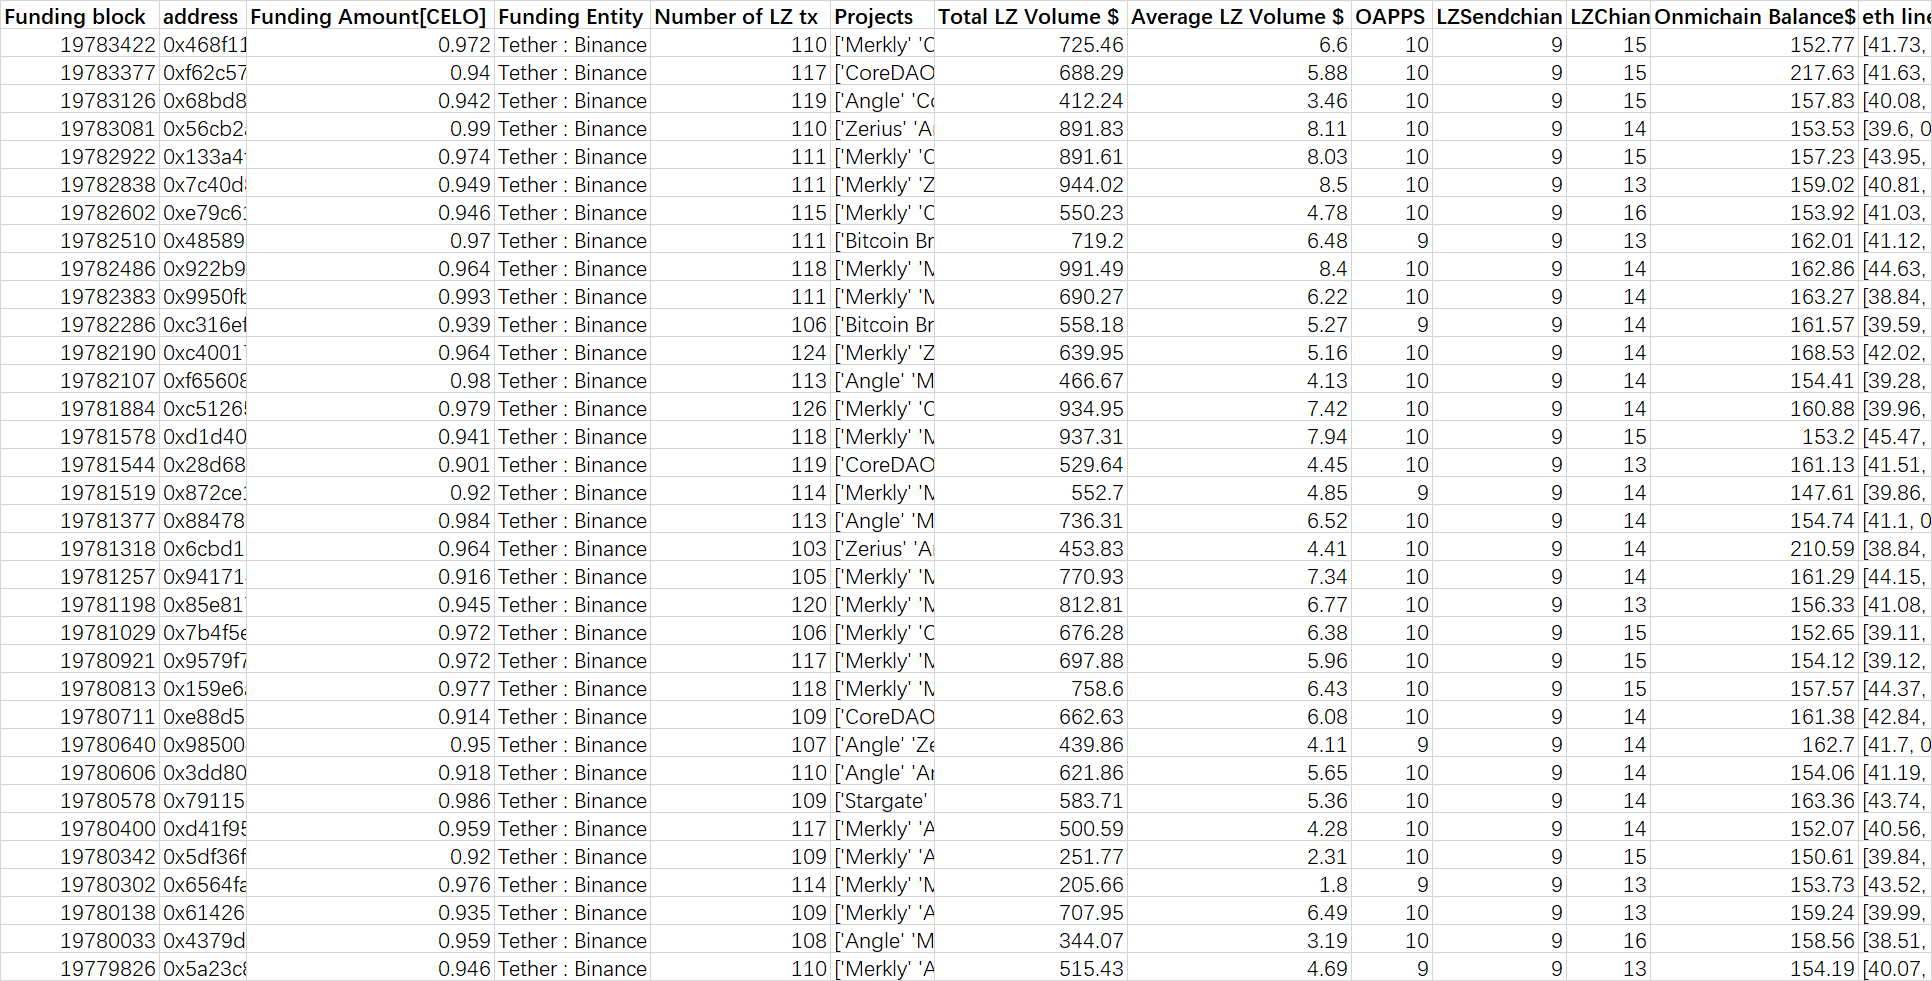 Funding block address Funding Amount[CELO] Funding Entity Number of LZ tx Projects Total LZ Volume $ Average LZ Volume $ OAPPS LZSendchian LZChian Onmichain Balance$ eth line
19783422 0x468f11 0.972 Tether : Binance 110 ['Merkly' 'C 725.46 6.6 10 9 15 152.77 [41.73,
19783377 0xf62c57 0.94 Tether : Binance 117 ['CoreDAO 688.29 5.88 10 9 15 217.63 [41.63,
19783126 0x68bd8 0.942 Tether : Binance 119 ['Angle' 'Co 412.24 3.46 10 9 15 157.83 [40.08,
19783081 0x56cb2a 0.99 Tether : Binance 110 ['Zerius' 'A 891.83 8.11 10 9 14 153.53 [39.6, 0
19782922 0x133a4 0.974 Tether : Binance 111 ['Merkly' 'C 891.61 8.03 10 9 15 157.23 [43.95,
19782838 0x7c40d 0.949 Tether : Binance 111 ['Merkly' 'Z 944.02 8.5 10 9 13 159.02 [40.81,
19782602 0xe79c61 0.946 Tether : Binance 115 ['Merkly' 'C 550.23 4.78 10 9 16 153.92 [41.03,
19782510 0x48589 0.97 Tether : Binance 111 ['Bitcoin Br 719.2 6.48 9 9 13 162.01 [41.12,
19782486 0x922b9 0.964 Tether : Binance 118 ['Merkly' 'M 991.49 8.4 10 9 14 162.86 [44.63,
19782383 0x9950fb 0.993 Tether : Binance 111 ['Merkly' 'M 690.27 6.22 10 9 14 163.27 [38.84,
19782286 0xc316ef 0.939 Tether : Binance 106 ['Bitcoin Br 558.18 5.27 9 9 14 161.57 [39.59,
19782190 0xc40017 0.964 Tether : Binance 124 ['Merkly' 'Z 639.95 5.16 10 9 14 168.53 [42.02,
19782107 0xf65608 0.98 Tether : Binance 113 ['Angle' 'M 466.67 4.13 10 9 14 154.41 [39.28,
19781884 0xc51265 0.979 Tether : Binance 126 ['Merkly' 'C 934.95 7.42 10 9 14 160.88 [39.96,
19781578 0xd1d40 0.941 Tether : Binance 118 ['Merkly' 'M 937.31 7.94 10 9 15 153.2 [45.47,
19781544 0x28d68 0.901 Tether : Binance 119 ['CoreDAO 529.64 4.45 10 9 13 161.13 [41.51,
19781519 0x872ce1 0.92 Tether : Binance 114 ['Merkly' 'M 552.7 4.85 9 9 14 147.61 [39.86,
19781377 0x88478 0.984 Tether : Binance 113 ['Angle' 'M 736.31 6.52 10 9 14 154.74 [41.1, 0
19781318 0x6cbd1 0.964 Tether : Binance 103 ['Zerius' 'A 453.83 4.41 10 9 14 210.59 [38.84,
19781257 0x94171 0.916 Tether : Binance 105 ['Merkly' 'M 770.93 7.34 10 9 14 161.29 [44.15,
19781198 0x85e817 0.945 Tether : Binance 120 ['Merkly' 'M 812.81 6.77 10 9 13 156.33 [41.08,
19781029 0x7b4f5e 0.972 Tether : Binance 106 ['Merkly' 'C 676.28 6.38 10 9 15 152.65 [39.11,
19780921 0x9579f7 0.972 Tether : Binance 117 ['Merkly' 'M 697.88 5.96 10 9 15 154.12 [39.12,
19780813 0x159e6a 0.977 Tether : Binance 118 ['Merkly' 'M 758.6 6.43 10 9 15 157.57 [44.37,
19780711 0xe88d5 0.914 Tether : Binance 109 ['CoreDAO 662.63 6.08 10 9 14 161.38 [42.84,
19780640 0x98500 0.95 Tether : Binance 107 ['Angle' 'Ze 439.86 4.11 9 9 14 162.7 [41.7, 0
19780606 0x3dd80 0.918 Tether : Binance 110 ['Angle' 'A 621.86 5.65 10 9 14 154.06 [41.19,
19780578 0x79115 0.986 Tether : Binance 109 ['Stargate' 583.71 5.36 10 9 14 163.36 [43.74,
19780400 0xd41f95 0.959 Tether : Binance 117 ['Merkly' 'A 500.59 4.28 10 9 14 152.07 [40.56,
19780342 0x5df36f 0.92 Tether : Binance 109 ['Merkly' 'A 251.77 2.31 10 9 15 150.61 [39.84,
19780302 0x6564fa 0.976 Tether : Binance 114 ['Merkly' 'M 205.66 1.8 9 9 13 153.73 [43.52,
19780138 0x61426 0.935 Tether : Binance 109 ['Merkly' 'A 707.95 6.49 10 9 13 159.24 [39.99,
19780033 0x4379d 0.959 Tether : Binance 108 ['Angle' 'M 344.07 3.19 10 9 16 158.56 [38.51,
19779826 0x5a23c8 0.946 Tether : Binance 110 ['Merkly' 'A 515.43 4.69 9 9 13 154.19 [40.07,